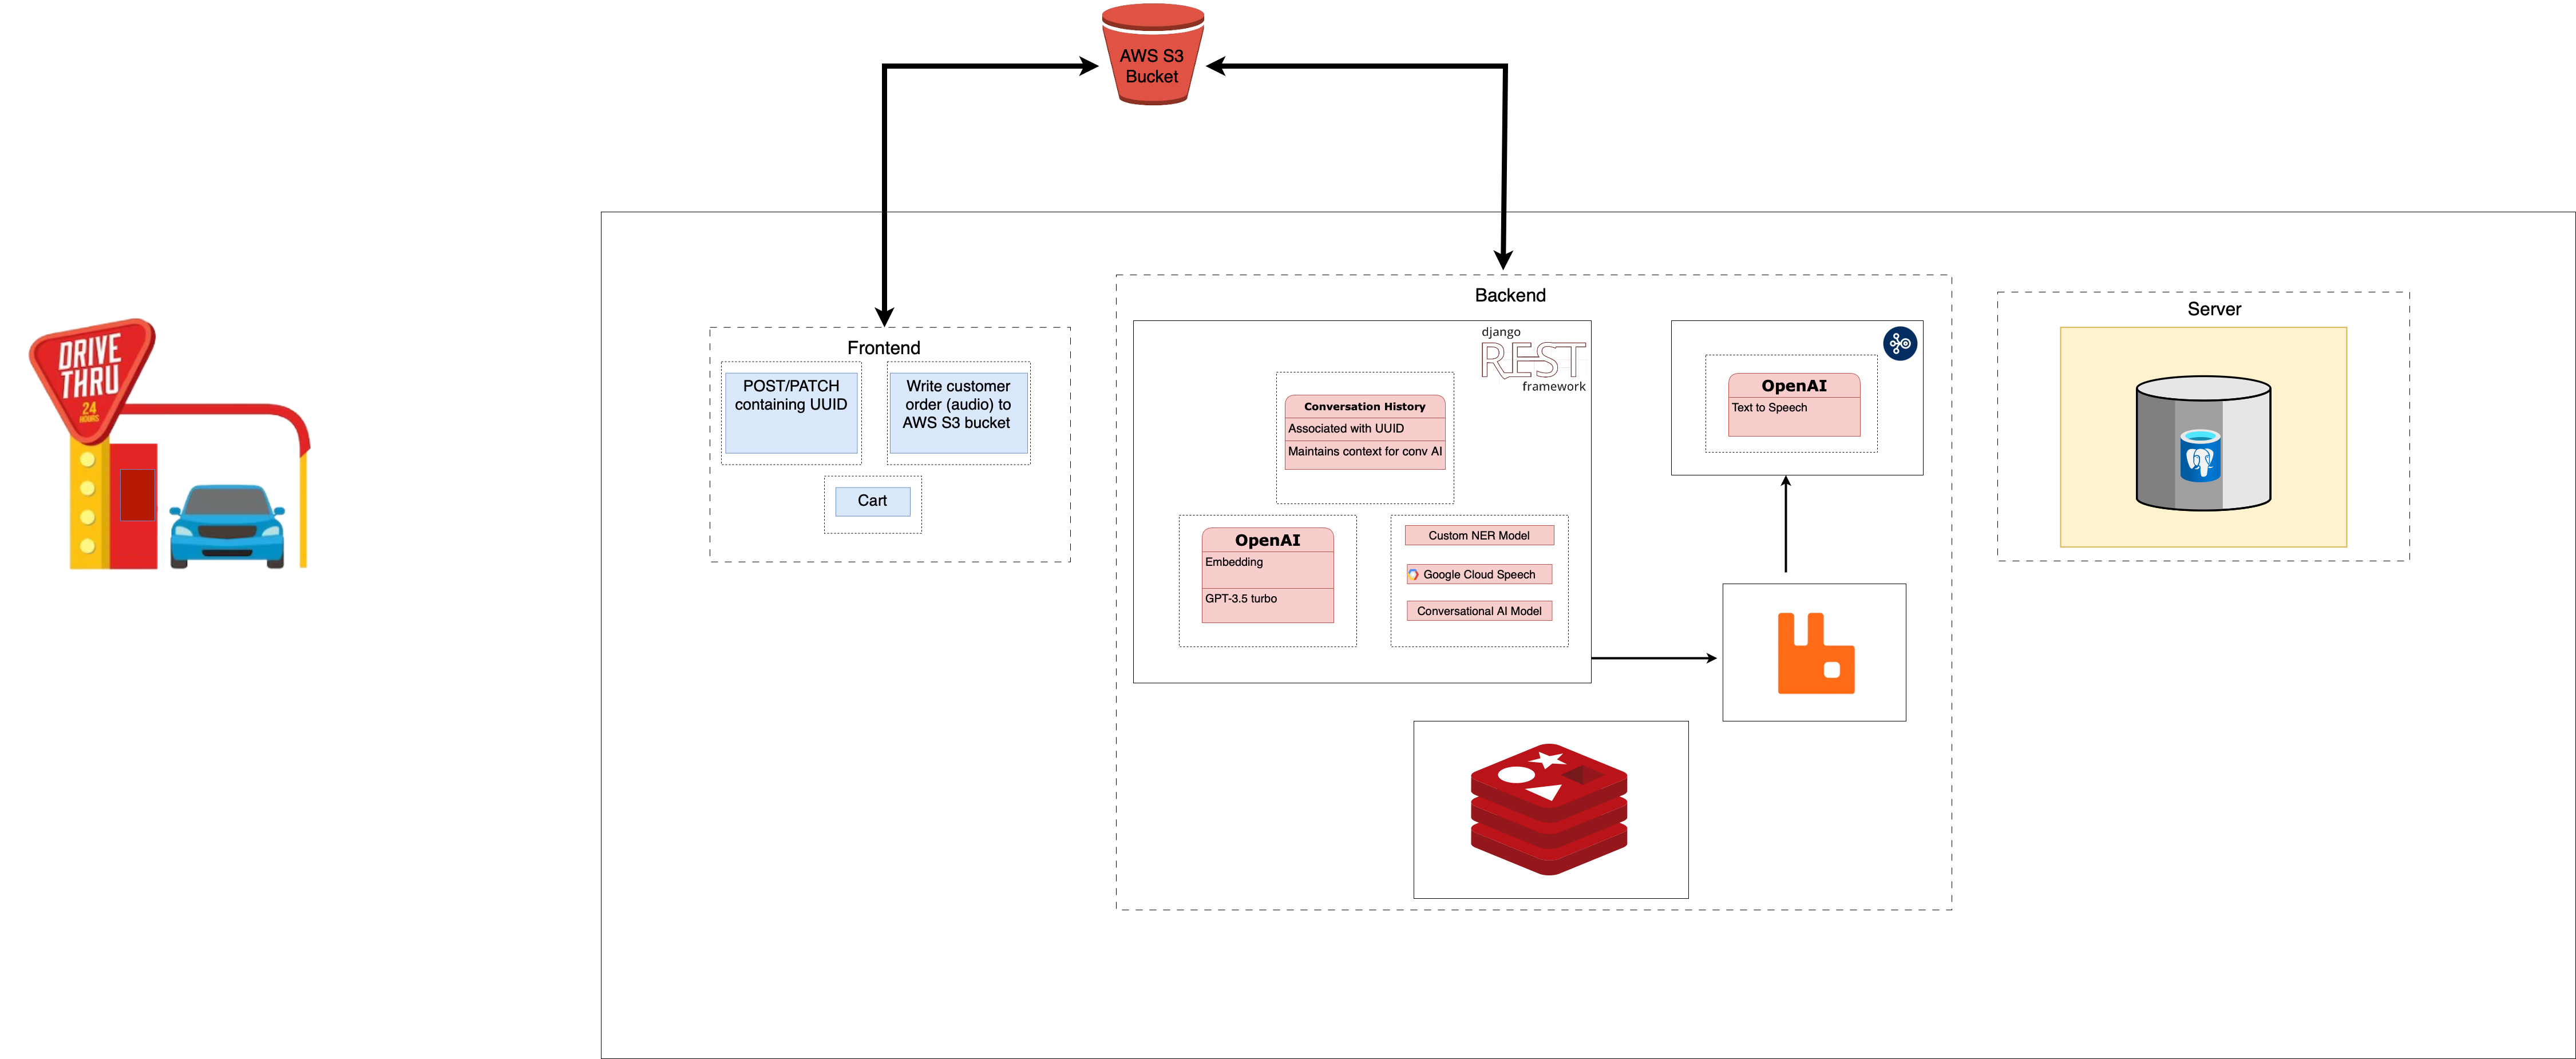 AWS S3
Bucket
DRIVE
THRU
24
HOURS
Frontend
POST/PATCH
containing UUID
Write customer
order (audio) to
AWS S3 bucket
Cart
Backend
django
REST
framework
Conversation History
Associated with UUID
Maintains context for conv AI
OpenAI
Embedding
GPT-3.5 turbo
Custom NER Model
Google Cloud Speech
Conversational AI Model
OpenAI
Text to Speech
Server